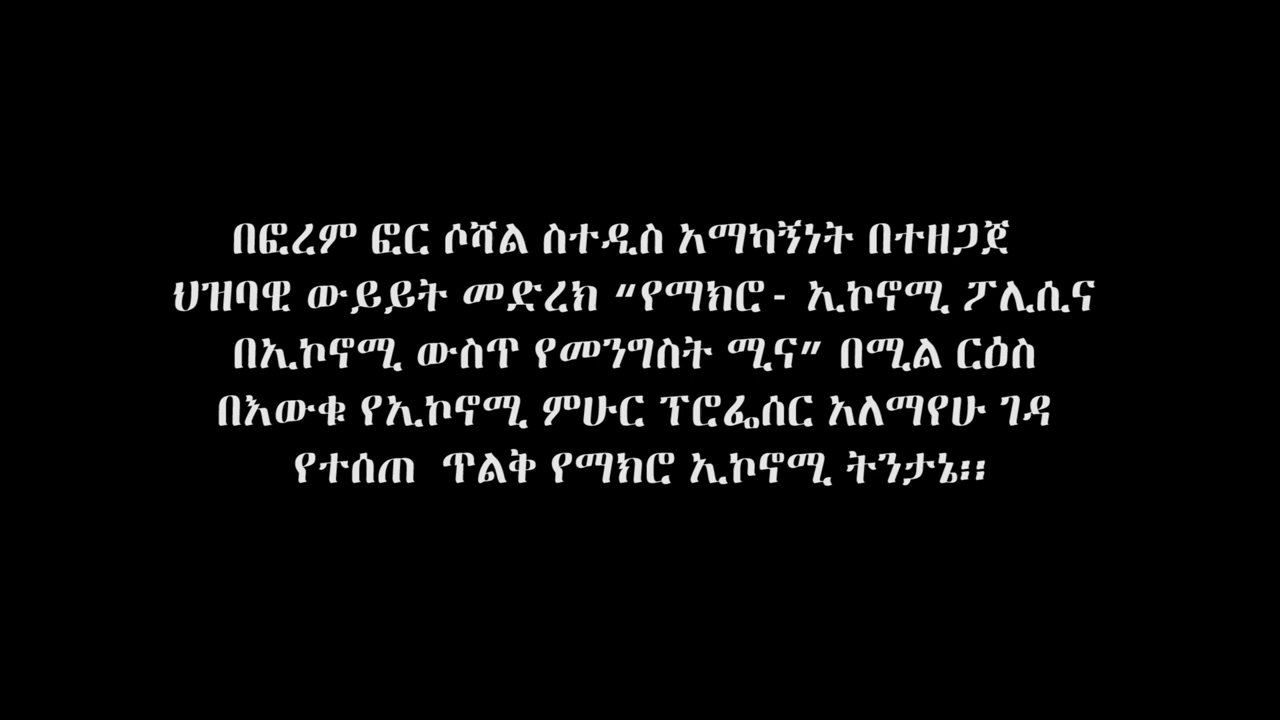 በፎረም ፎር ሶሻል ስተዲስ አማካኝነት በተዘጋጀ
ህዝባዊ ውይይት መድረክ “የማክሮ - ኢኮኖሚ ፖሊሲና
በኢኮኖሚ ውስጥ የመንግስት ሚና” በሚል ርዕስ
በእውቁ የኢኮኖሚ ምሁር ፕሮፌሰር አለማየሁ ገዳ
የተሰጠ ጥልቅ የማክሮ ኢኮኖሚ ትንታኔ፡፡